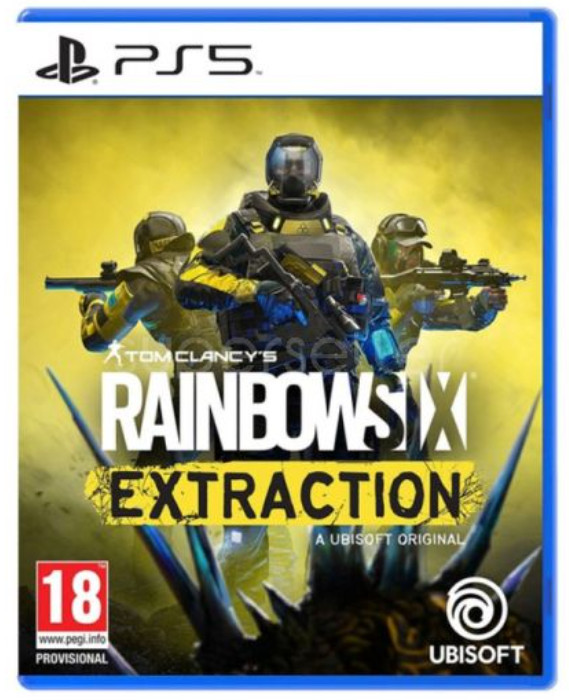 PS5
TOM CLANCY'S
RAINBOW SIX
EXTRACTION
A UBISOFT ORIGINAL
18
www.pegi.info
PROVISIONAL
UBISOFT